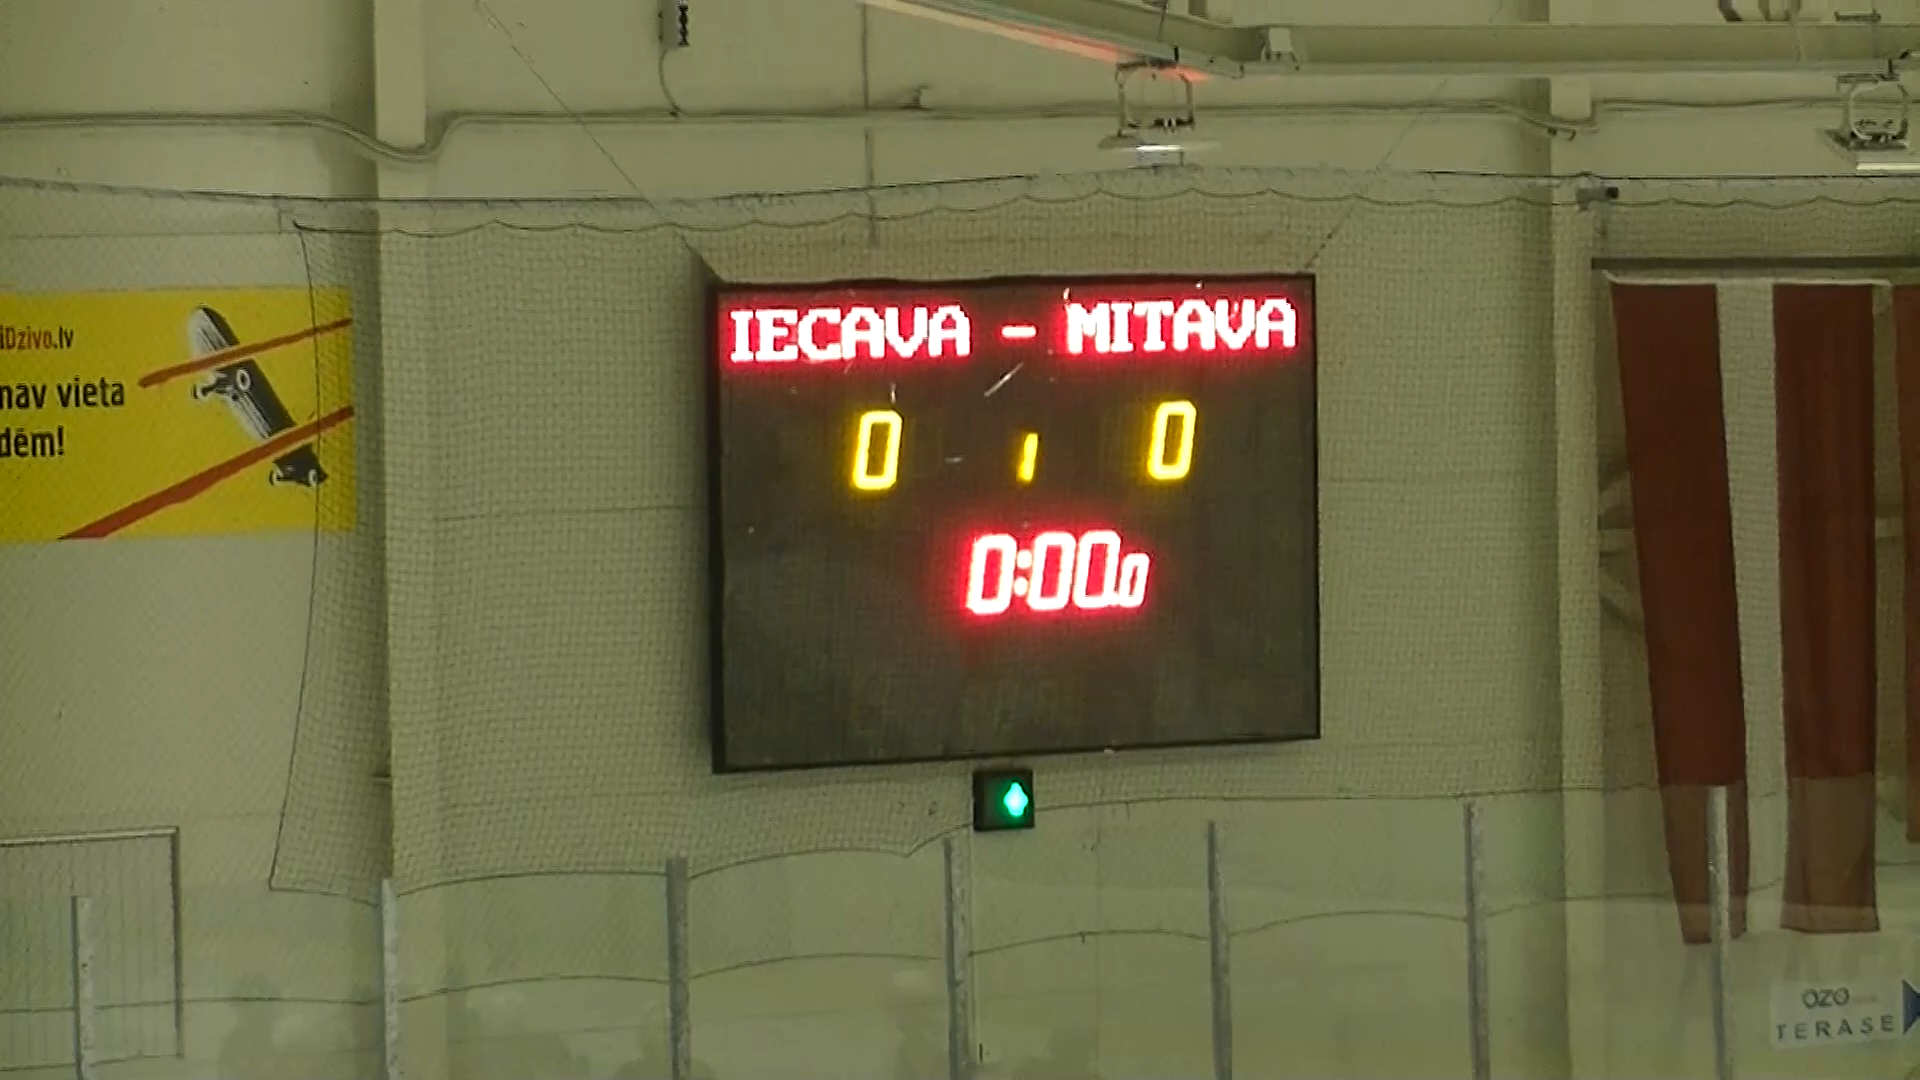 iDzivo.lv
nav vieta
dēm!
IECAVA - MITAVA
0 1 0
0:00.0
OZO
TERASE